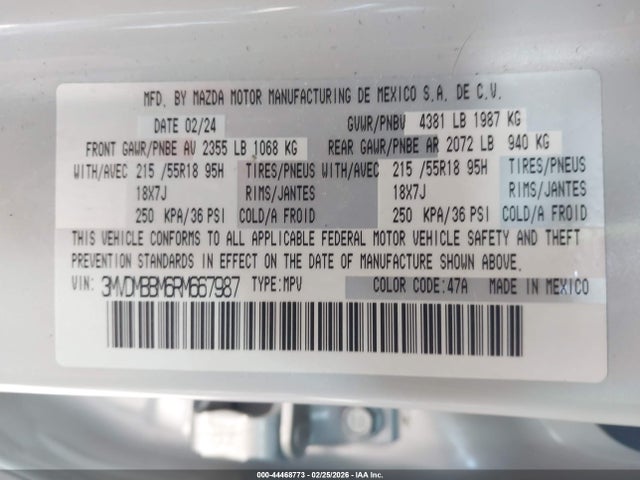 MFD. BY MAZDA MOTOR MANUFACTURING DE MEXICO S.A. DE C.V.
DATE 02/24 GVWR/PNBV 4381 LB 1987 KG
FRONT GAWR/PNBE AV 2355 LB 1068 KG REAR GAWR/PNBE AR 2072 LB 940 KG
WITH/AVEC 215 /55R18 95H TIRES/PNEUS WITH/AVEC 215 /55R18 95H TIRES/PNEUS
18X7J RIMS/JANTES 18X7J RIMS/JANTES
250 KPA/36 PSI COLD/A FROID 250 KPA/36 PSI COLD/A FROID
THIS VEHICLE CONFORMS TO ALL APPLICABLE FEDERAL MOTOR VEHICLE SAFETY AND THEFT
PREVENTION STANDARDS IN EFFECT ON THE DATE OF MANUFACTURE SHOWN ABOVE.
VIN: 3MVDMBBM6RM667987 TYPE:MPV COLOR CODE:47A MADE IN MEXICO
000-44468773 - 02/25/2026 - IAA Inc.